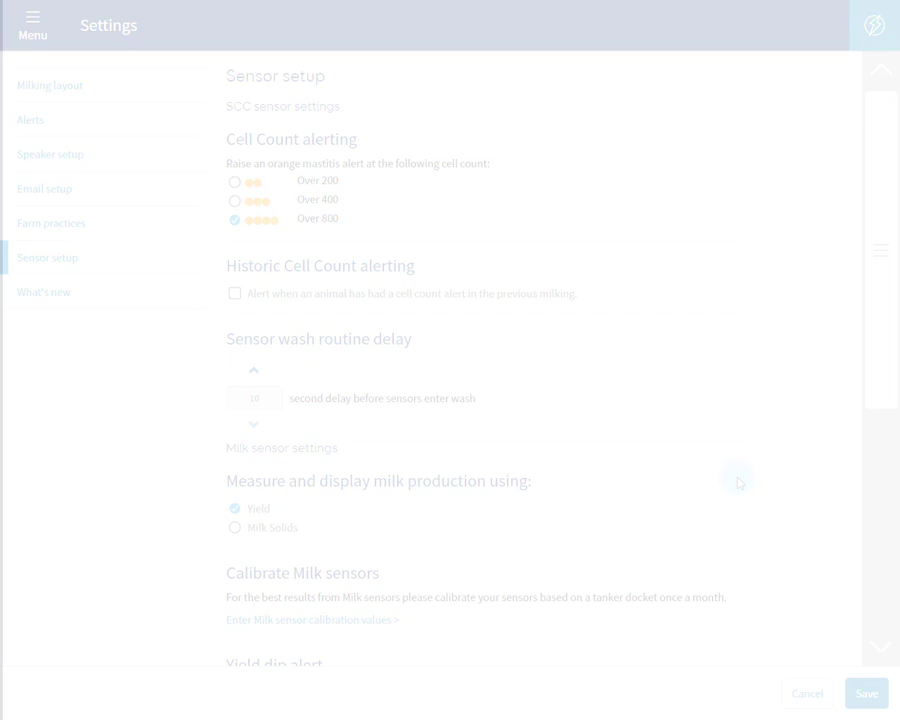 Menu
Settings
Milking layout
Alerts
Speaker setup
Email setup
Farm practices
Sensor setup
What's new
Sensor setup
SCC sensor settings
Cell Count alerting
Raise an orange mastitis alert at the following cell count:
Over 200
Over 400
Over 800
Historic Cell Count alerting
Alert when an animal has had a cell count alert in the previous milking.
Sensor wash routine delay
10 second delay before sensors enter wash
Milk sensor settings
Measure and display milk production using:
Yield
Milk Solids
Calibrate Milk sensors
For the best results from Milk sensors please calibrate your sensors based on a tanker docket once a month.
Enter Milk sensor calibration values >
Yield dip alert
Cancel
Save